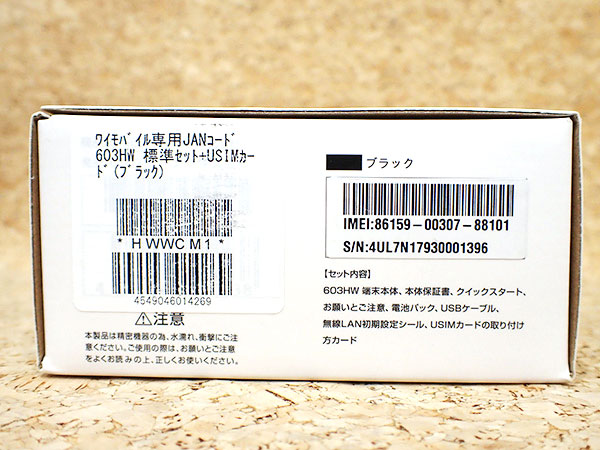 ワイモバイル専用JANコード
603HW 標準セット+USIMカー
ド(ブラック)
* HWWCM1 *
4549046014269
⚠注意
本製品は精密機器の為、水濡れ、衝撃にご注
意ください。ご使用の際は、お願いとご注意
をよくお読みの上、正しくお使いください。
ブラック
IMEI:86159-00307-88101
S/N:4UL7N17930001396
【セット内容】
603HW 端末本体、本体保証書、クイックスタート、
お願いとご注意、電池パック、USBケーブル、
無線LAN初期設定シール、USIMカードの取り付け
方カード